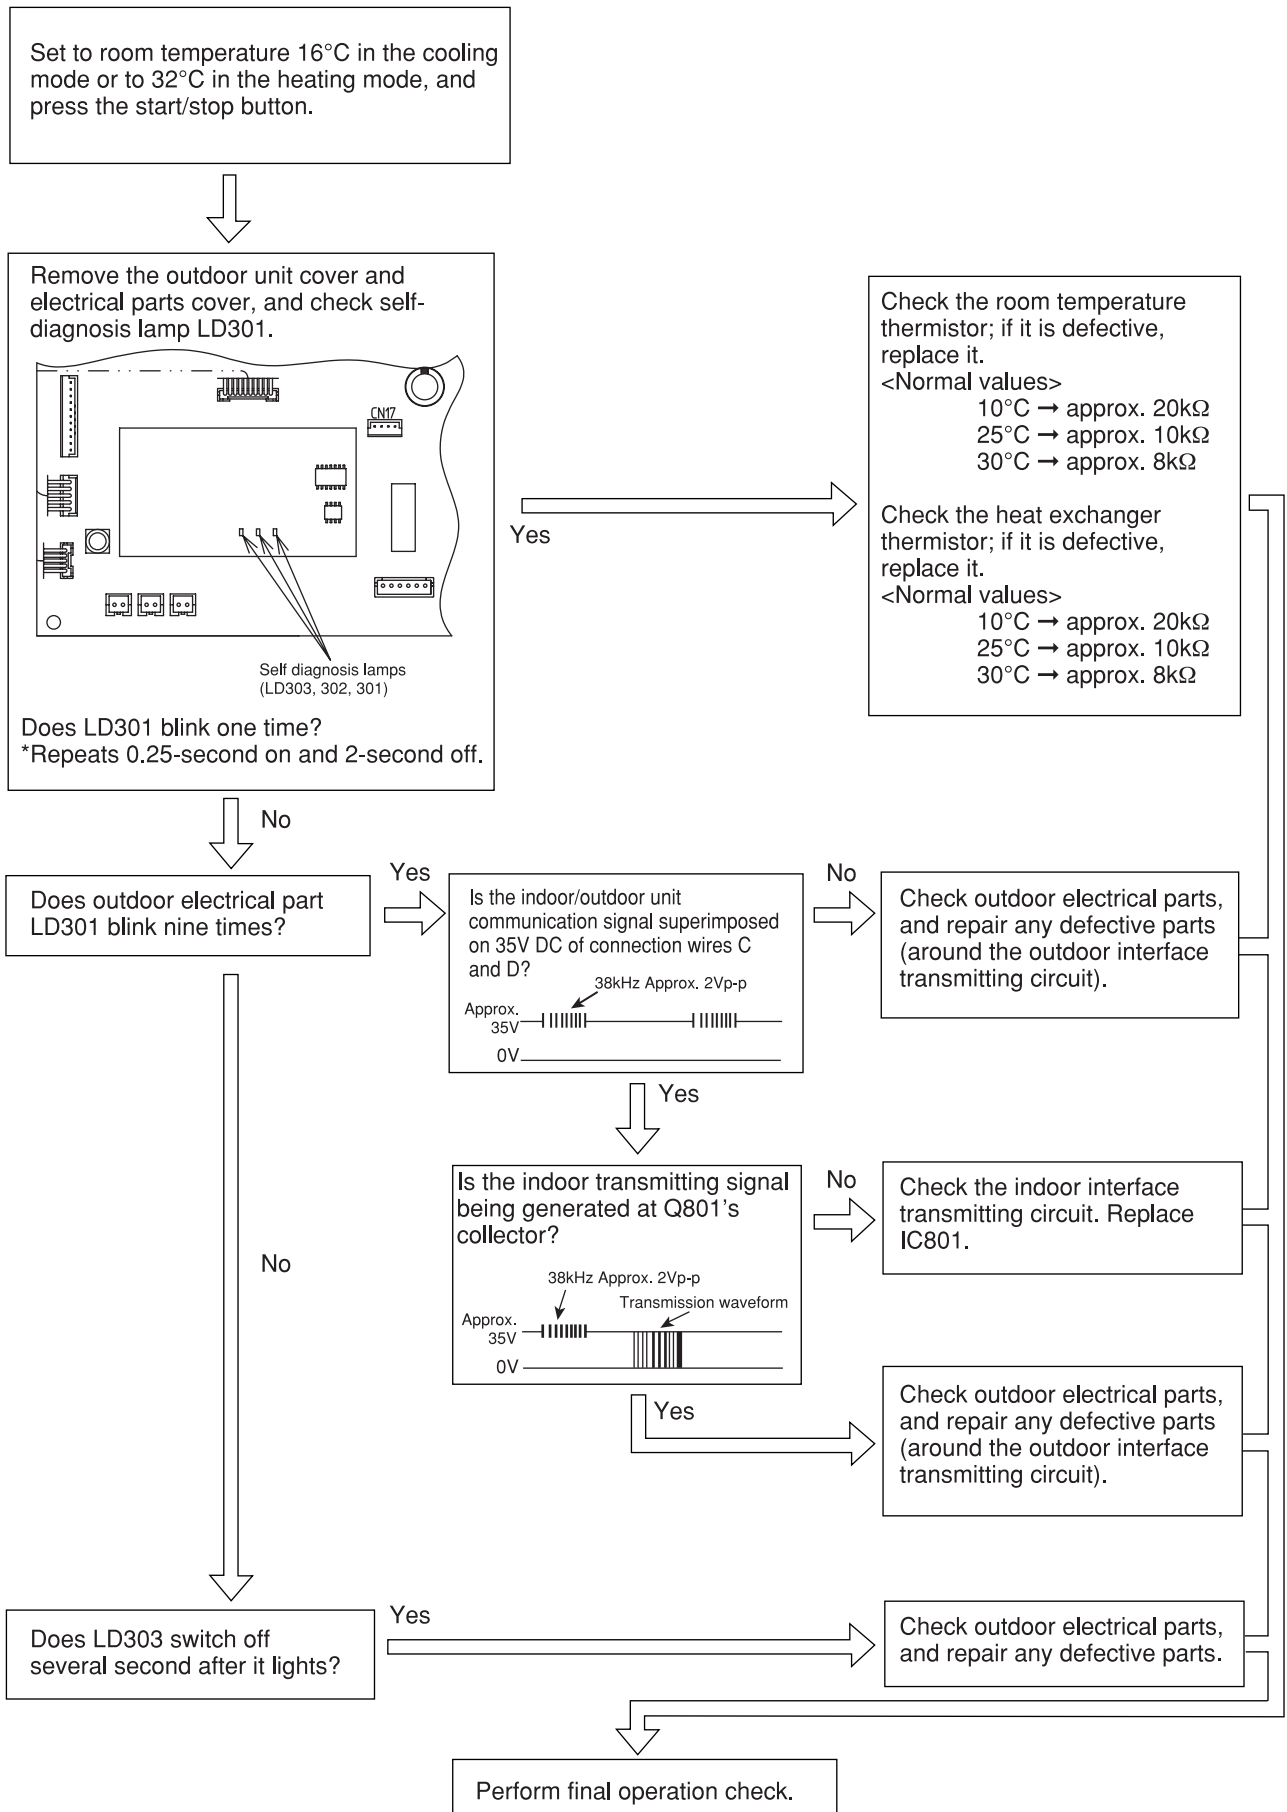 Set to room temperature 16°C in the cooling
mode or to 32°C in the heating mode, and
press the start/stop button.
Remove the outdoor unit cover and
electrical parts cover, and check self-
diagnosis lamp LD301.
CN17
Self diagnosis lamps
(LD303, 302, 301)
Does LD301 blink one time?
*Repeats 0.25-second on and 2-second off.
Yes
Check the room temperature
thermistor; if it is defective,
replace it.
<Normal values>
10°C → approx. 20kΩ
25°C → approx. 10kΩ
30°C → approx. 8kΩ
Check the heat exchanger
thermistor; if it is defective,
replace it.
<Normal values>
10°C → approx. 20kΩ
25°C → approx. 10kΩ
30°C → approx. 8kΩ
No
Does outdoor electrical part
LD301 blink nine times?
Yes
Is the indoor/outdoor unit
communication signal superimposed
on 35V DC of connection wires C
and D?
38kHz Approx. 2Vp-p
Approx.
35V
0V
No
Check outdoor electrical parts,
and repair any defective parts
(around the outdoor interface
transmitting circuit).
Yes
Is the indoor transmitting signal
being generated at Q801's
collector?
38kHz Approx. 2Vp-p
Transmission waveform
Approx.
35V
0V
No
Check the indoor interface
transmitting circuit. Replace
IC801.
Yes
Check outdoor electrical parts,
and repair any defective parts
(around the outdoor interface
transmitting circuit).
No
Does LD303 switch off
several second after it lights?
Yes
Check outdoor electrical parts,
and repair any defective parts.
Perform final operation check.